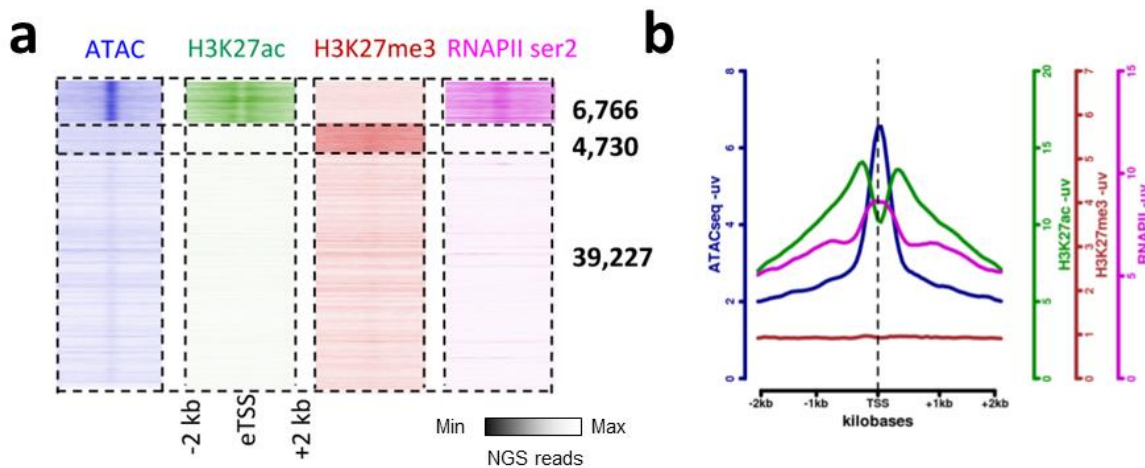 a
ATAC H3K27ac H3K27me3 RNAPII ser2
6,766
4,730
39,227
-2 kb eTSS +2 kb
Min Max
NGS reads
b
8
6
4
2
0
ATACseq -uv
20
15
10
5
0
H3K27ac -uv
7
6
5
4
3
2
1
0
H3K27me3 -uv
15
10
5
0
RNAPII -uv
-2kb -1kb TSS +1kb +2kb
kilobases